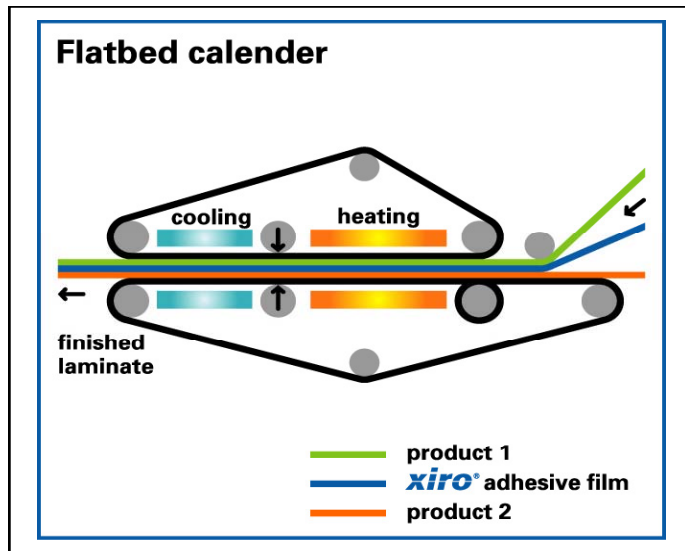 Flatbed calender
cooling heating
finished
laminate
product 1
xiro® adhesive film
product 2